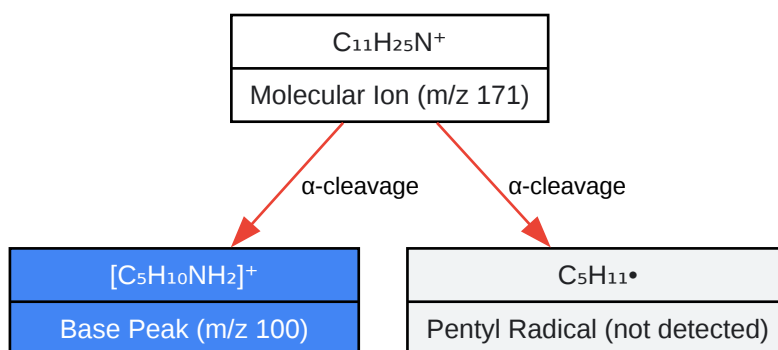 C₁₁H₂₅N⁺
Molecular Ion (m/z 171)
α-cleavage
α-cleavage
[C₅H₁₀NH₂]⁺
C₅H₁₁•
Base Peak (m/z 100)
Pentyl Radical (not detected)